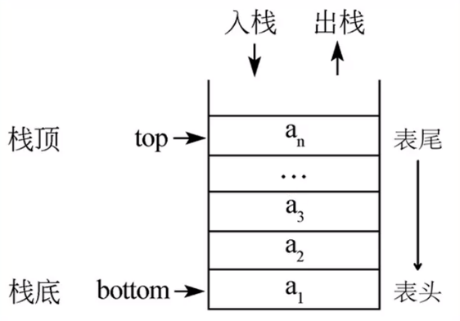 入栈 出栈
栈顶 top aₙ 表尾
…
a₃
a₂
栈底 bottom a₁ 表头